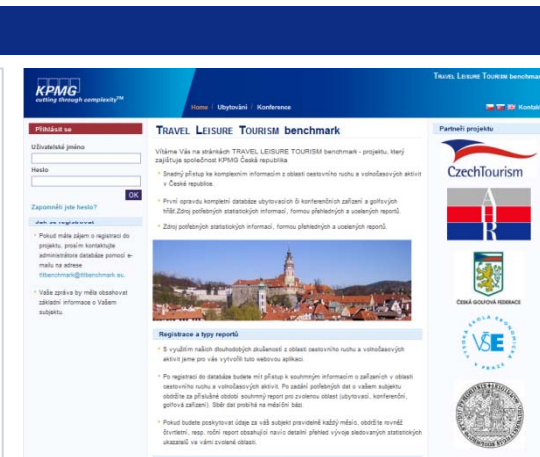 TRAVEL LEISURE TOURISM benchmark
KPMG
cutting through complexity™
Home | Ubytování | Konference
Kontakt
Přihlásit se
Uživatelské jméno
Heslo
OK
Zapomněli jste heslo?
Jak se registrovat
Pokud máte zájem o registraci do
projektu, prosím kontaktujte
administrátora databáze pomocí e-
mailu na adrese
tltbenchmark@tltbenchmark.eu.
Vaše zpráva by měla obsahovat
základní informace o Vašem
subjektu.
TRAVEL LEISURE TOURISM benchmark
Vítáme Vás na stránkách TRAVEL LEISURE TOURISM benchmark - projektu, který
zajišťuje společnost KPMG Česká republika
Snadný přístup ke komplexním informacím z oblasti cestovního ruchu a volnočasových aktivit
v České republice.
První opravdu kompletní databáze ubytovacích či konferenčních zařízení a golfových
hřišť.Zdroj potřebných statistických informací, formou přehledných a ucelených reportů.
Zdroj potřebných statistických informací, formou přehledných a ucelených reportů.
Registrace a typy reportů
S využitím našich dlouhodobých zkušeností z oblasti cestovního ruchu a volnočasových
aktivit jsme pro vás vytvořili tuto webovou aplikaci.
Po registraci do databáze budete mít přístup k souhrnným informacím o zařízeních v oblasti
cestovního ruchu a volnočasových aktivit. Po zadání potřebných dat o vašem subjektu
obdržíte za příslušné období souhrnný report pro zvolenou oblast (ubytovací, konferenční,
golfová zařízení). Sběr dat probíhá na měsíční bázi.
Pokud budete poskytovat údaje za váš subjekt pravidelně každý měsíc, obdržíte rovněž
čtvrtletní, resp. roční report obsahující navíc detailní přehled vývoje sledovaných statistických
ukazatelů ve vámi zvolené oblasti.
Partneři projektu
CzechTourism
AHR
ČESKÁ GOLFOVÁ FEDERACE
VŠE